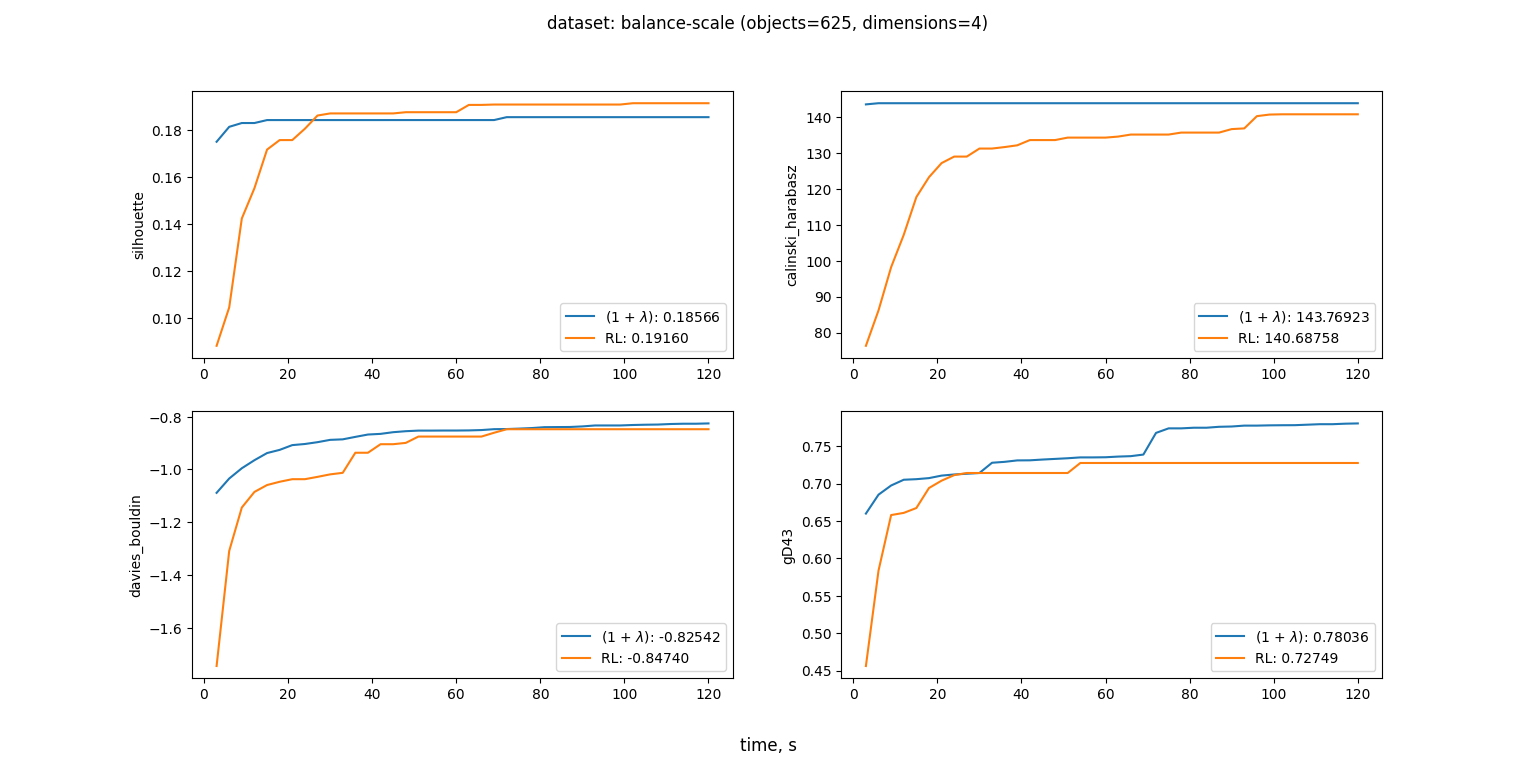 dataset: balance-scale (objects=625, dimensions=4)
silhouette
0.18
0.16
0.14
0.12
0.10
0 20 40 60 80 100 120
(1 + λ): 0.18566
RL: 0.19160
calinski_harabasz
140
130
120
110
100
90
80
0 20 40 60 80 100 120
(1 + λ): 143.76923
RL: 140.68758
davies_bouldin
−0.8
−1.0
−1.2
−1.4
−1.6
0 20 40 60 80 100 120
(1 + λ): -0.82542
RL: -0.84740
gD43
0.75
0.70
0.65
0.60
0.55
0.50
0.45
0 20 40 60 80 100 120
(1 + λ): 0.78036
RL: 0.72749
time, s